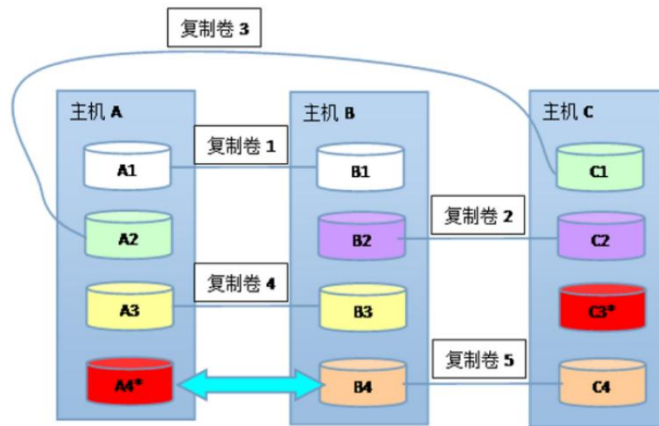 复制卷 3
主机 A
主机 B
主机 C
复制卷 1
A1
B1
C1
复制卷 2
A2
B2
C2
复制卷 4
A3
B3
C3*
复制卷 5
A4*
B4
C4